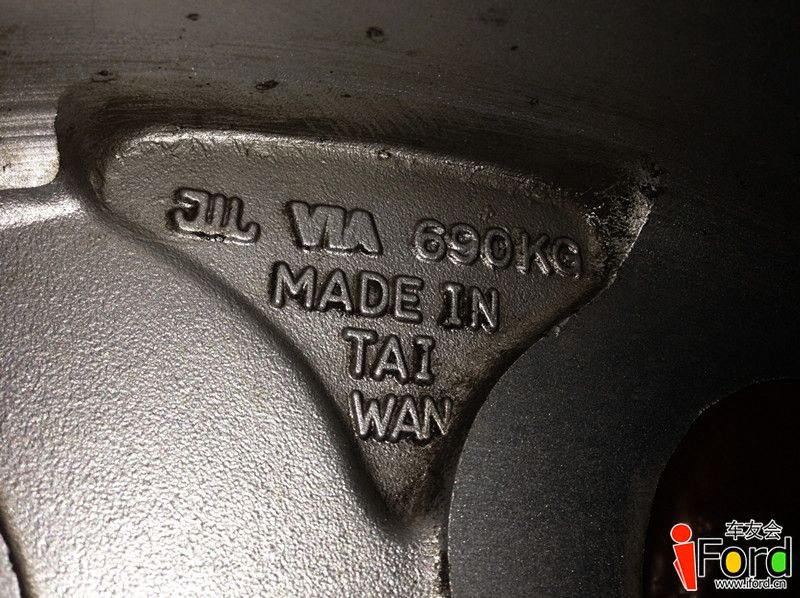 JWL VIA 690KG
MADE IN
TAI
WAN
车友会
iFord
www.iford.cn